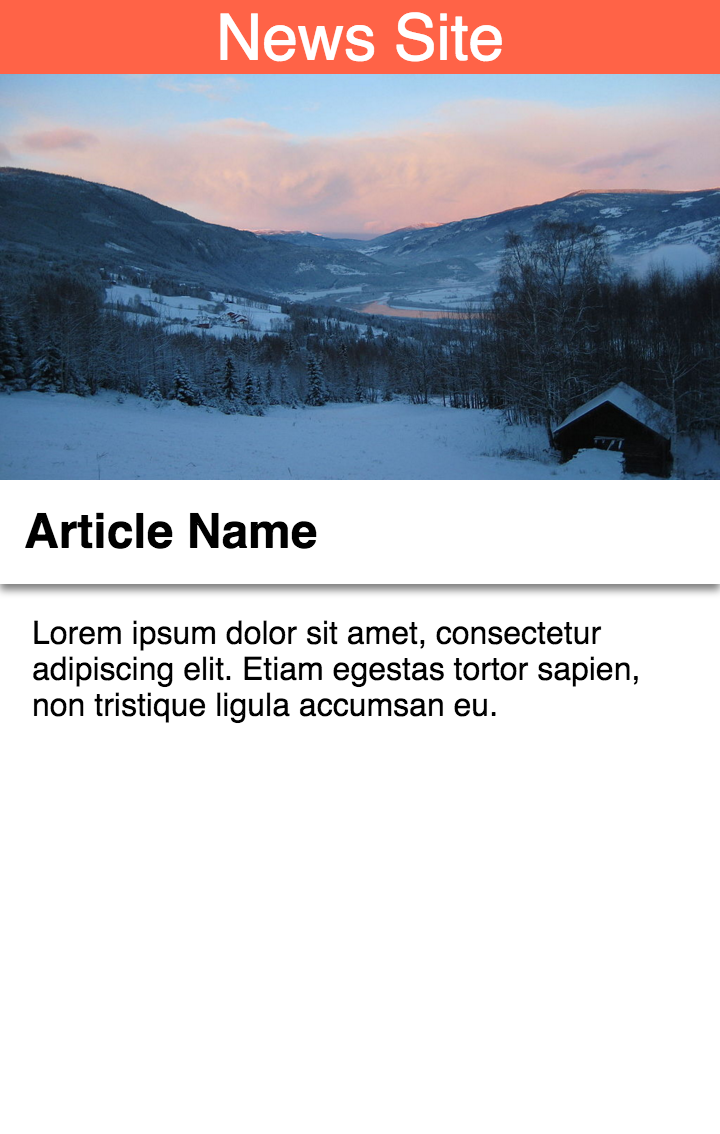 News Site
Article Name
Lorem ipsum dolor sit amet, consectetur
adipiscing elit. Etiam egestas tortor sapien,
non tristique ligula accumsan eu.